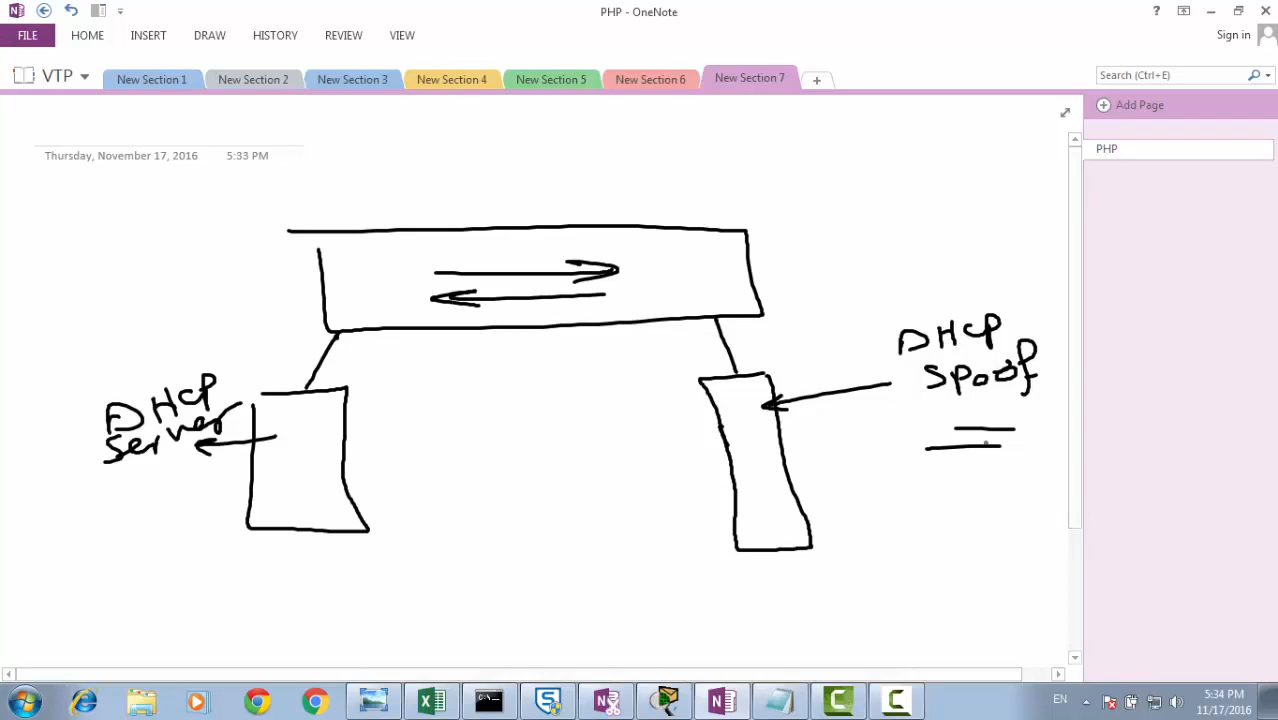 PHP - OneNote
?
FILE
HOME
INSERT
DRAW
HISTORY
REVIEW
VIEW
Sign in
VTP
New Section 1
New Section 2
New Section 3
New Section 4
New Section 5
New Section 6
New Section 7
+
Search (Ctrl+E)
Add Page
PHP
Thursday, November 17, 2016
5:33 PM
DHCP
Spoof
DHCP
Server
EN
5:34 PM
11/17/2016